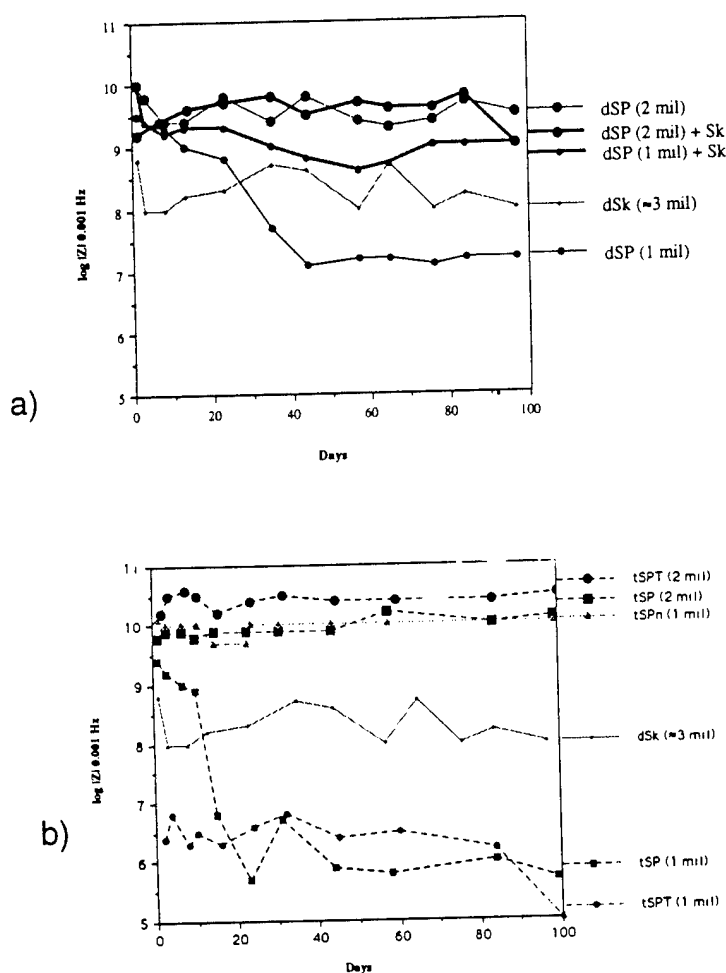 11
10
9
8
7
6
5
log |Z| 0.001 Hz
0 20 40 60 80 100
Days
dSP (2 mil)
dSP (2 mil) + Sk
dSP (1 mil) + Sk
dSk (≈3 mil)
dSP (1 mil)
a)
11
10
9
8
7
6
5
log |Z| 0.001 Hz
0 20 40 60 80 100
Days
tSPT (2 mil)
tSP (2 mil)
tSPn (1 mil)
dSk (≈3 mil)
tSP (1 mil)
tSPT (1 mil)
b)